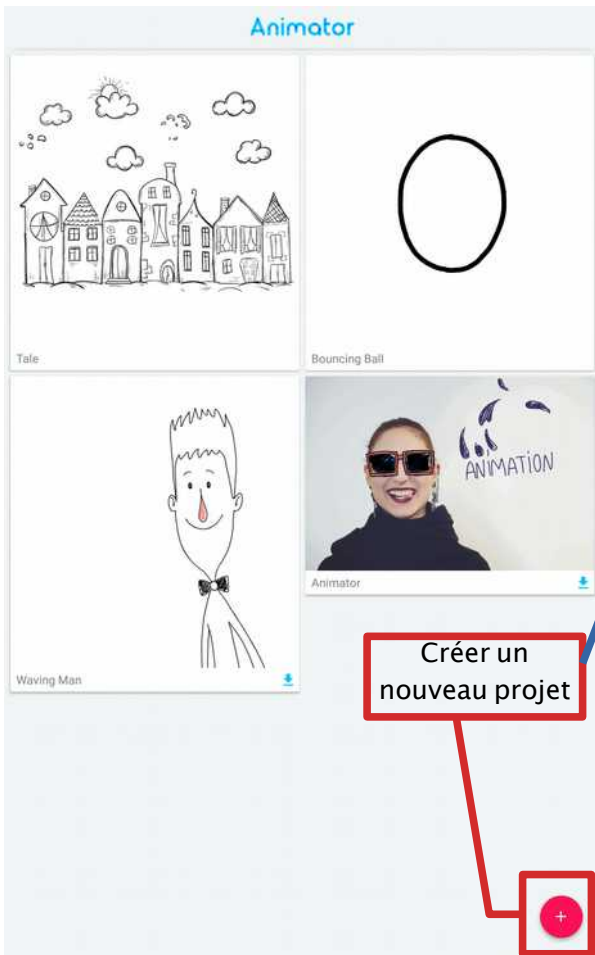 Animator
Tale
Bouncing Ball
ANIMATION
Animator
Waving Man
Créer un
nouveau projet
+